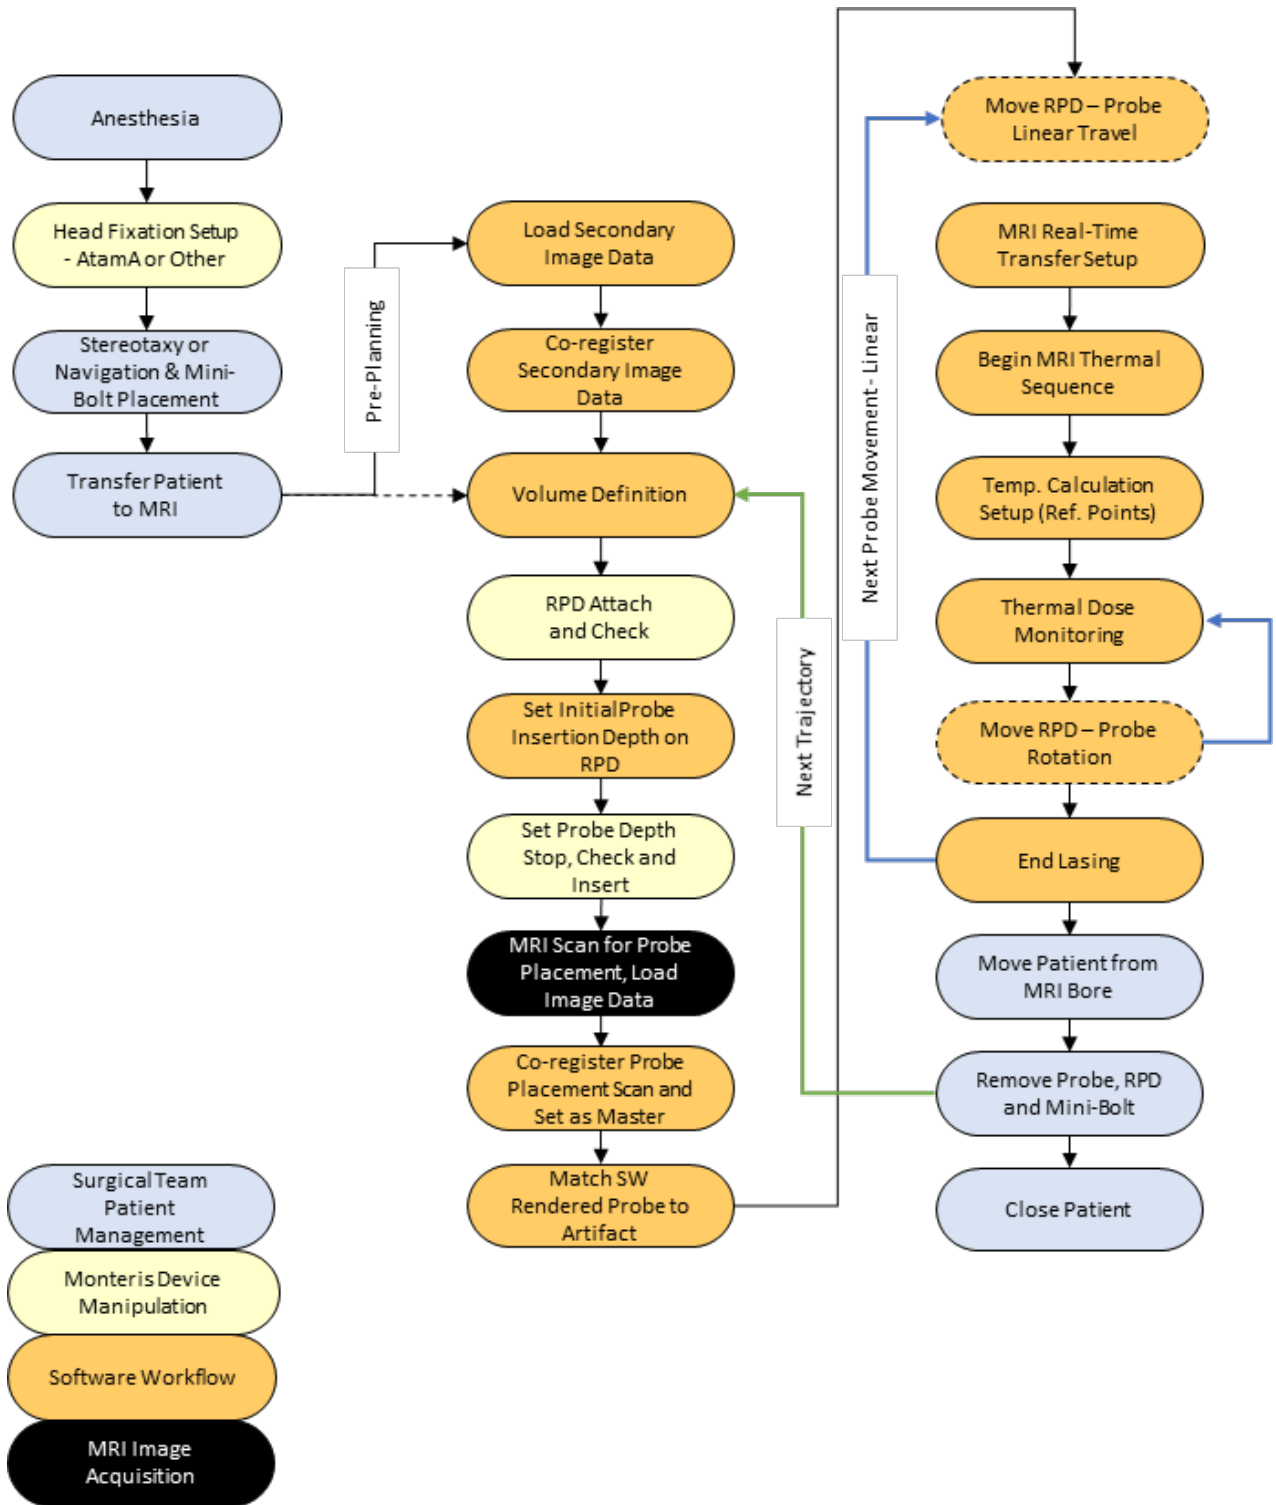 Anesthesia
Head Fixation Setup
- AtamA or Other
Stereotaxy or
Navigation & Mini-
Bolt Placement
Transfer Patient
to MRI
Pre-Planning
Load Secondary
Image Data
Co-register
Secondary Image
Data
Volume Definition
RPD Attach
and Check
Set Initial Probe
Insertion Depth on
RPD
Set Probe Depth
Stop, Check and
Insert
MRI Scan for Probe
Placement, Load
Image Data
Co-register Probe
Placement Scan and
Set as Master
Match SW
Rendered Probe to
Artifact
Next Trajectory
Next Probe Movement - Linear
Move RPD – Probe
Linear Travel
MRI Real-Time
Transfer Setup
Begin MRI Thermal
Sequence
Temp. Calculation
Setup (Ref. Points)
Thermal Dose
Monitoring
Move RPD – Probe
Rotation
End Lasing
Move Patient from
MRI Bore
Remove Probe, RPD
and Mini-Bolt
Close Patient
Surgical Team
Patient
Management
Monteris Device
Manipulation
Software Workflow
MRI Image
Acquisition